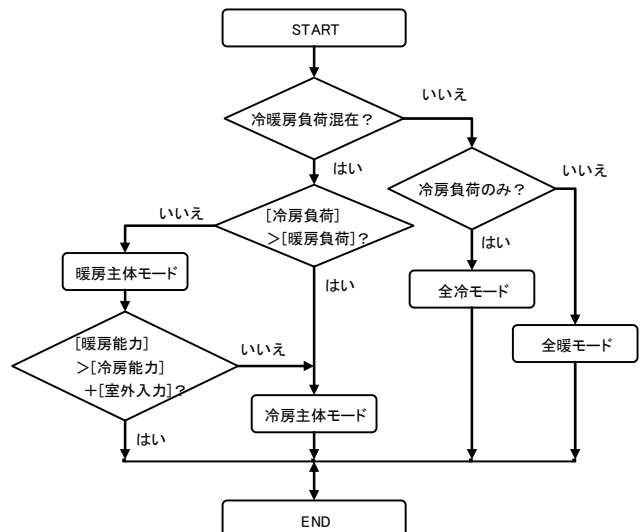 START
冷暖房負荷混在？
いいえ
はい
冷房負荷のみ？
いいえ
はい
[冷房負荷]
＞[暖房負荷]？
いいえ
はい
暖房主体モード
全冷モード
[暖房能力]
＞[冷房能力]
＋[室外入力]？
いいえ
はい
全暖モード
冷房主体モード
END